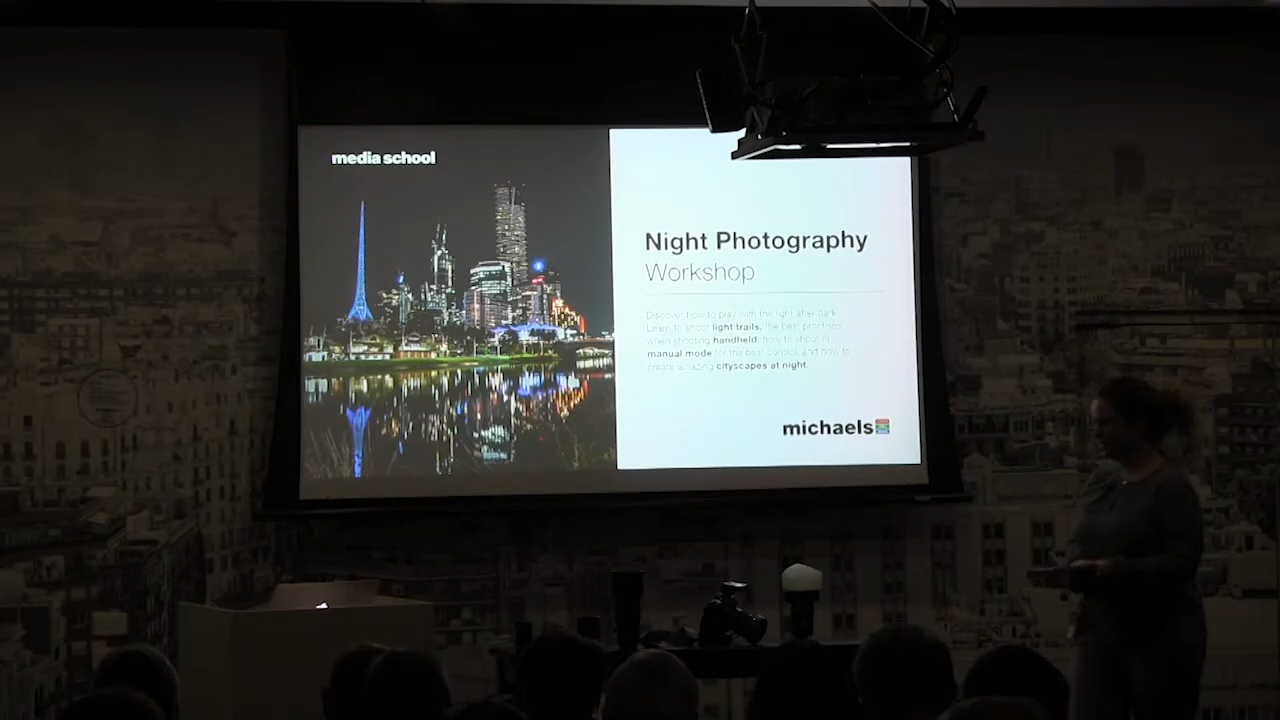 media school
Night Photography
Workshop
Discover how to play with the light after dark.
Learn to shoot light trails, the best practises
when shooting handheld, how to shoot in
manual mode for the best control and how to
create amazing cityscapes at night.
michaels